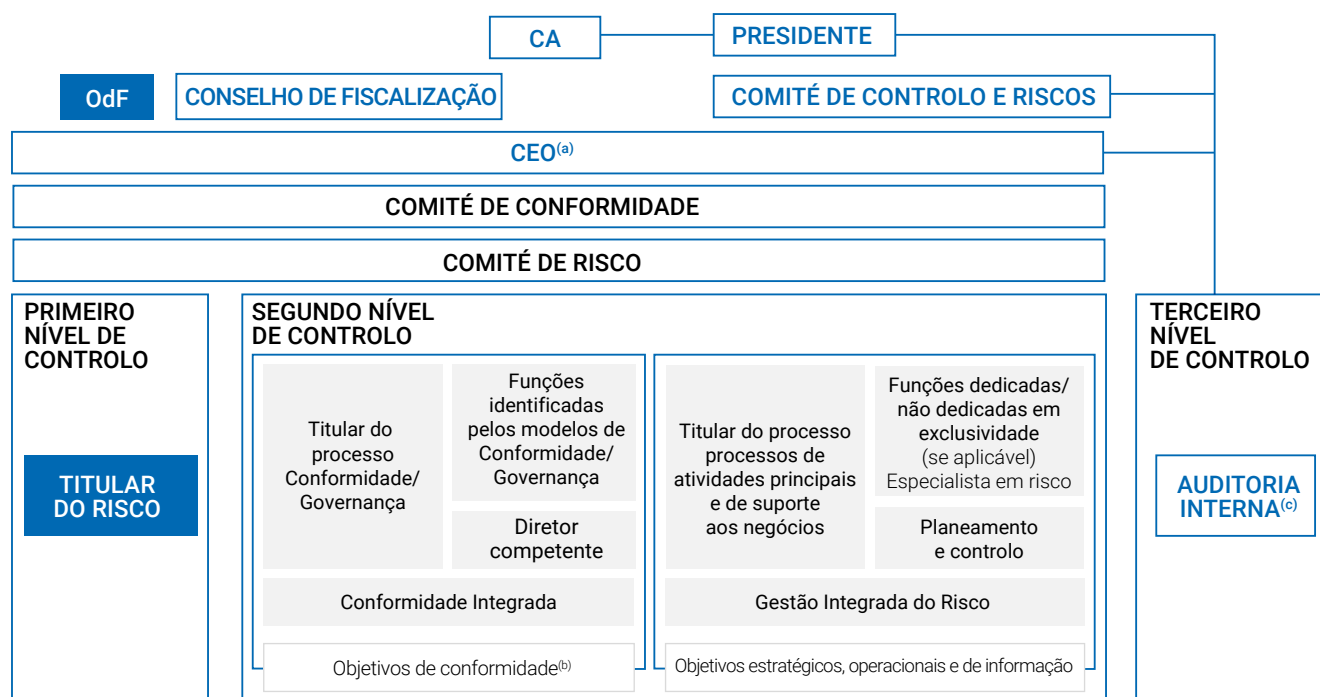 CA
PRESIDENTE
OdF
CONSELHO DE FISCALIZAÇÃO
COMITÉ DE CONTROLO E RISCOS
CEO(a)
COMITÉ DE CONFORMIDADE
COMITÉ DE RISCO
PRIMEIRO
NÍVEL DE
CONTROLO
TITULAR
DO RISCO
SEGUNDO NÍVEL
DE CONTROLO
Titular do
processo
Conformidade/
Governança
Funções
identificadas
pelos modelos de
Conformidade/
Governança
Diretor
competente
Conformidade Integrada
Objetivos de conformidade(b)
Titular do processo
processos de
atividades principais
e de suporte
aos negócios
Funções dedicadas/
não dedicadas em
exclusividade
(se aplicável)
Especialista em risco
Planeamento
e controlo
Gestão Integrada do Risco
Objetivos estratégicos, operacionais e de informação
TERCEIRO
NÍVEL
DE CONTROLO
AUDITORIA
INTERNA(c)